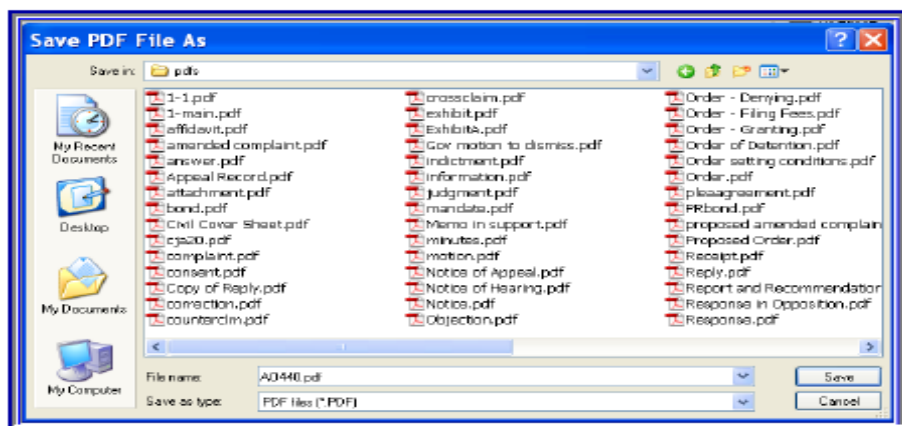 Save PDF File As
Save in:
pdfs
My Recent
Documents
Desktop
My Documents
My Computer
1-1.pdf
1-main.pdf
affidavit.pdf
amended complaint.pdf
answer.pdf
Appeal Record.pdf
attachment.pdf
bond.pdf
Civil Cover Sheet.pdf
cja20.pdf
complaint.pdf
consent.pdf
Copy of Reply.pdf
correction.pdf
counterclm.pdf
crossclaim.pdf
exhibit.pdf
ExhibitA.pdf
Gov motion to dismiss.pdf
indictment.pdf
information.pdf
judgment.pdf
mandate.pdf
Memo in support.pdf
minutes.pdf
motion.pdf
Notice of Appeal.pdf
Notice of Hearing.pdf
Notice.pdf
Objection.pdf
Order - Denying.pdf
Order - Filing Fees.pdf
Order - Granting.pdf
Order of Detention.pdf
Order setting conditions.pdf
Order.pdf
pleaagreement.pdf
PRbond.pdf
proposed amended complain
Proposed Order.pdf
Receipt.pdf
Reply.pdf
Report and Recommendation
Response in Opposition.pdf
Response.pdf
File name:
AO440.pdf
Save
Save as type:
PDF files (*.PDF)
Cancel